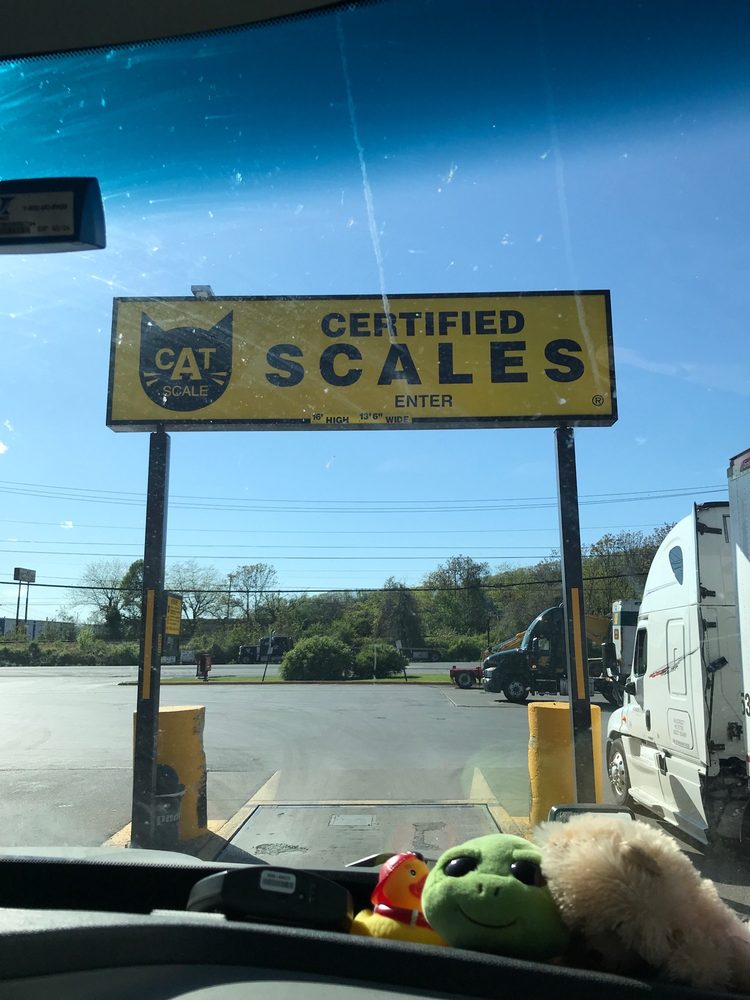 CERTIFIED
CAT
SCALE
SCALES
ENTER
16' HIGH 13'6" WIDE
®